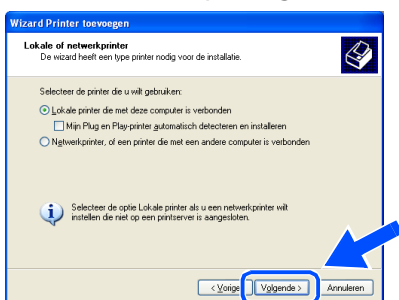 Wizard Printer toevoegen
Lokale of netwerkprinter
De wizard heeft een type printer nodig voor de installatie.
Selecteer de printer die u wilt gebruiken:
Lokale printer die met deze computer is verbonden
Mijn Plug en Play-printer automatisch detecteren en installeren
Netwerkprinter, of een printer die met een andere computer is verbonden
Selecteer de optie Lokale printer als u een netwerkprinter wilt
instellen die niet op een printserver is aangesloten.
< Vorige Volgende > Annuleren